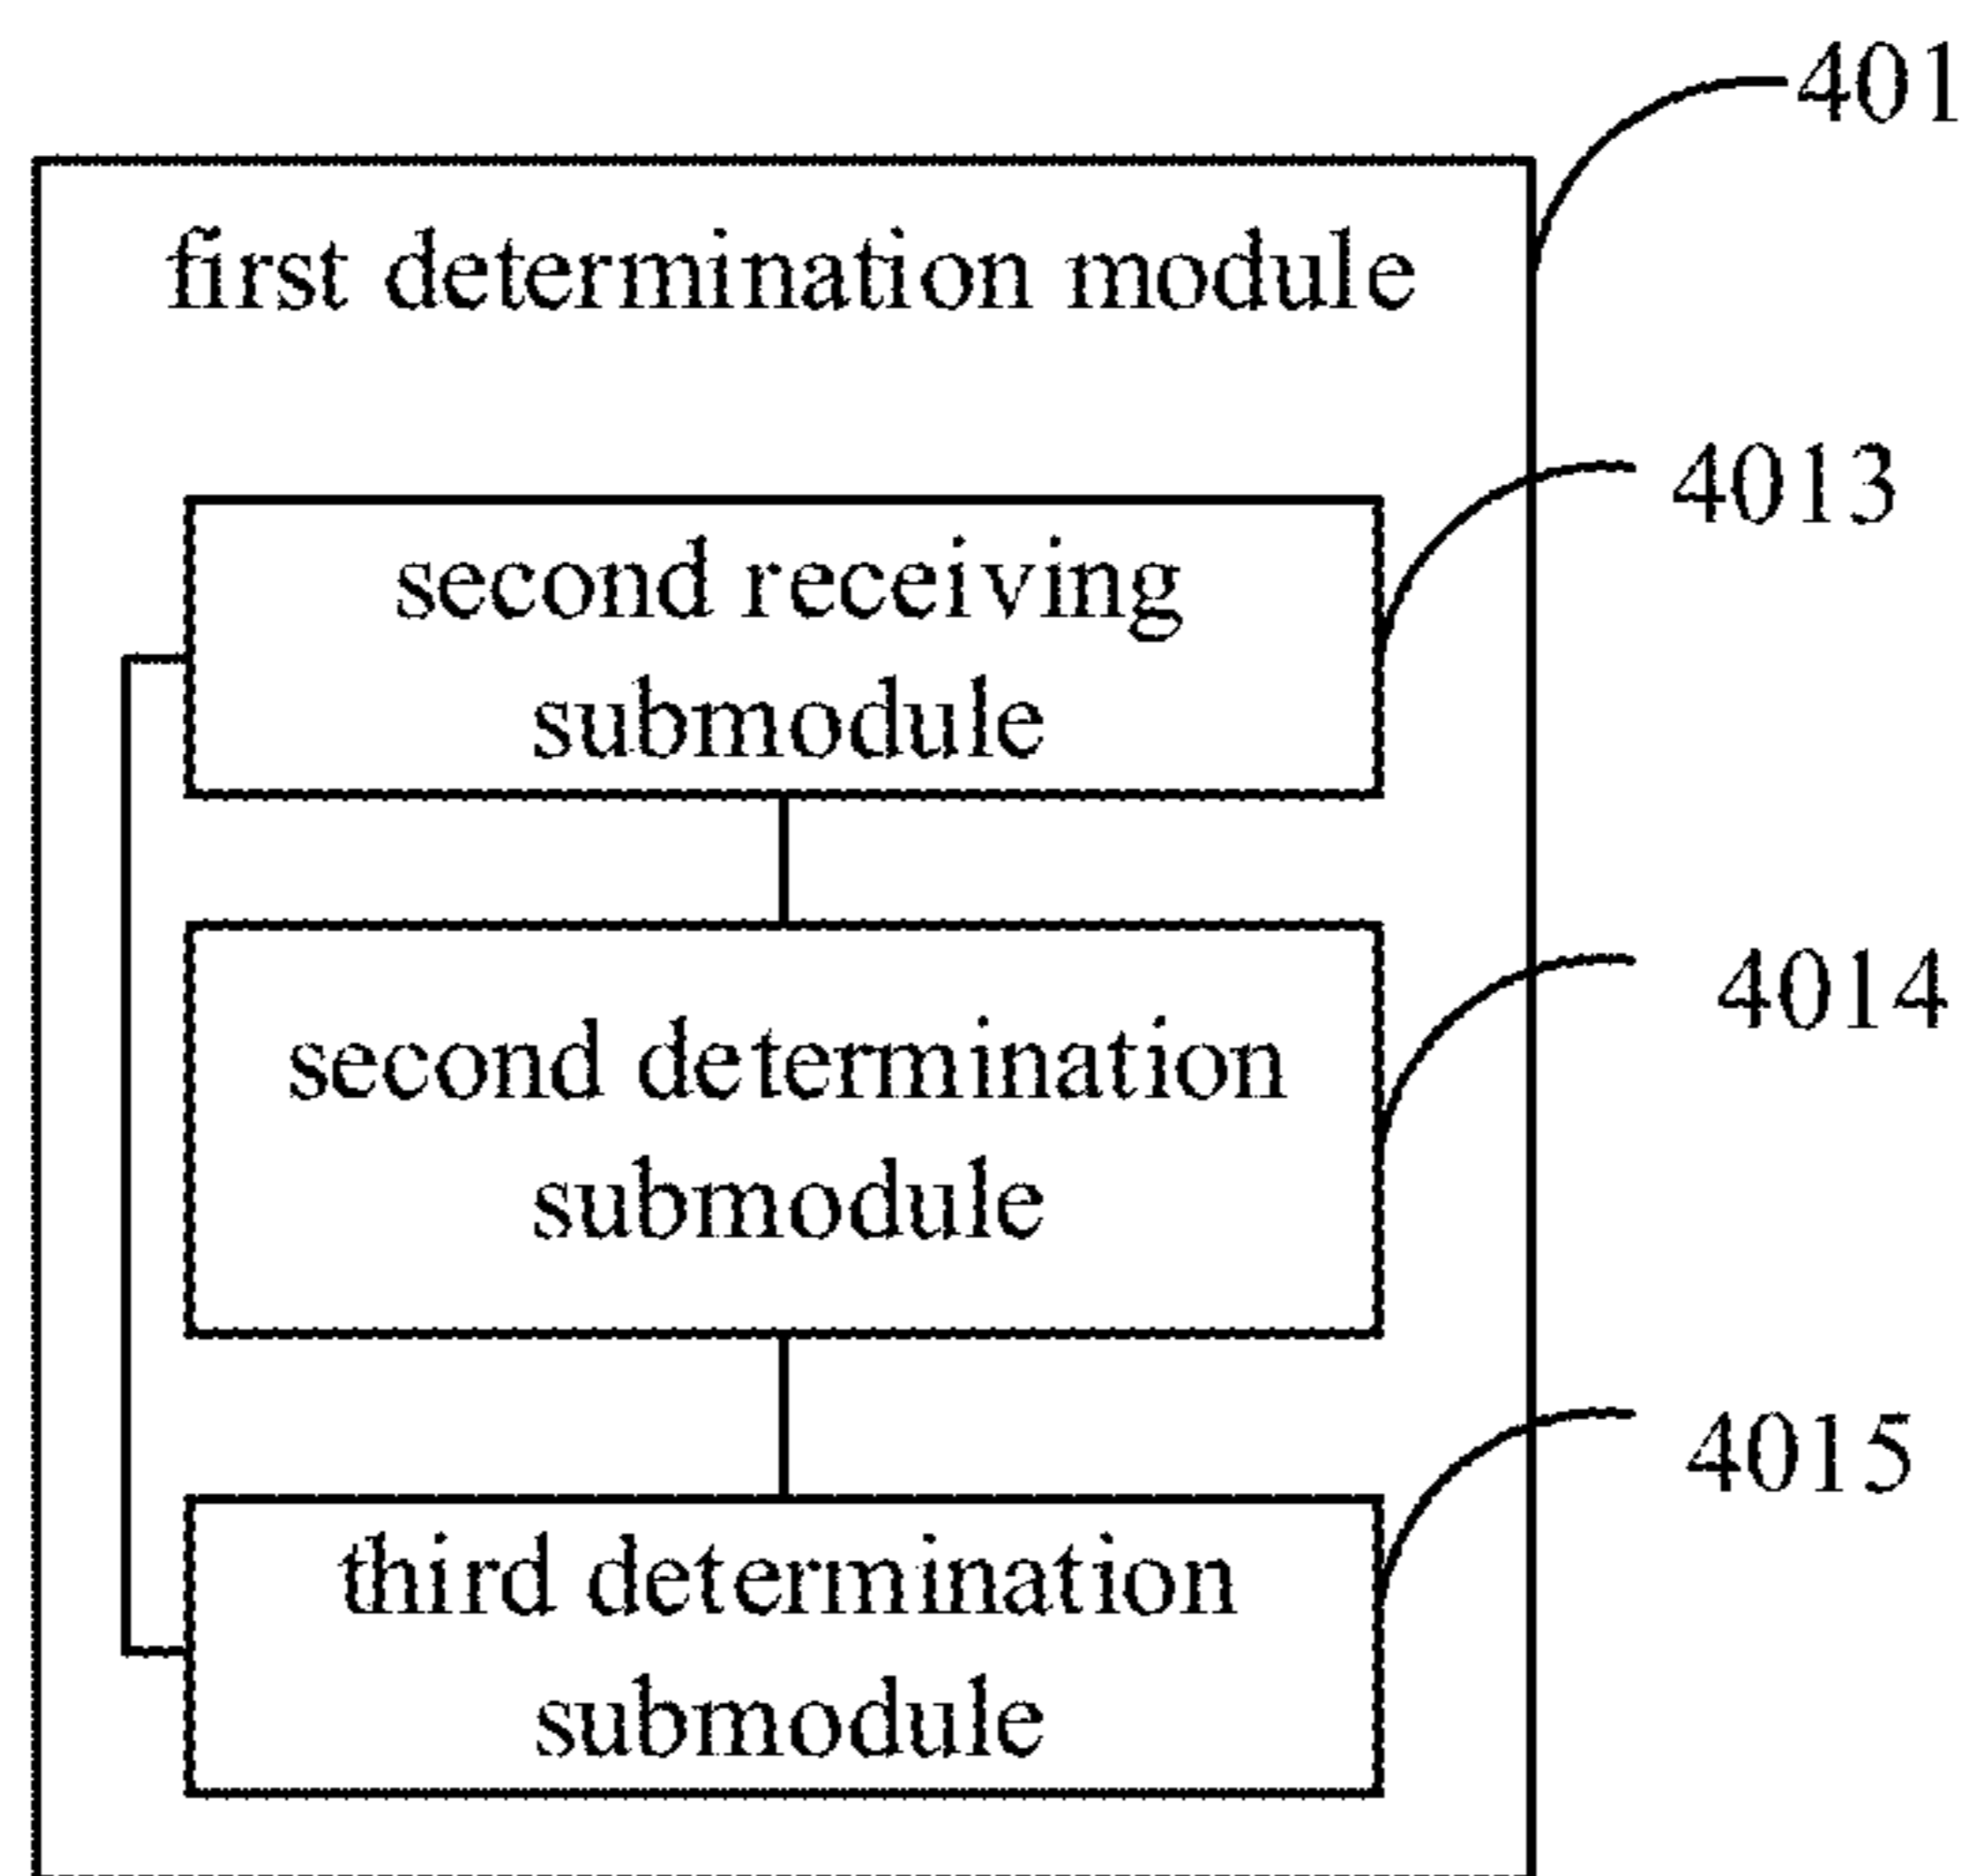 401
first determination module
4013
second receiving
submodule
4014
second determination
submodule
4015
third determination
submodule